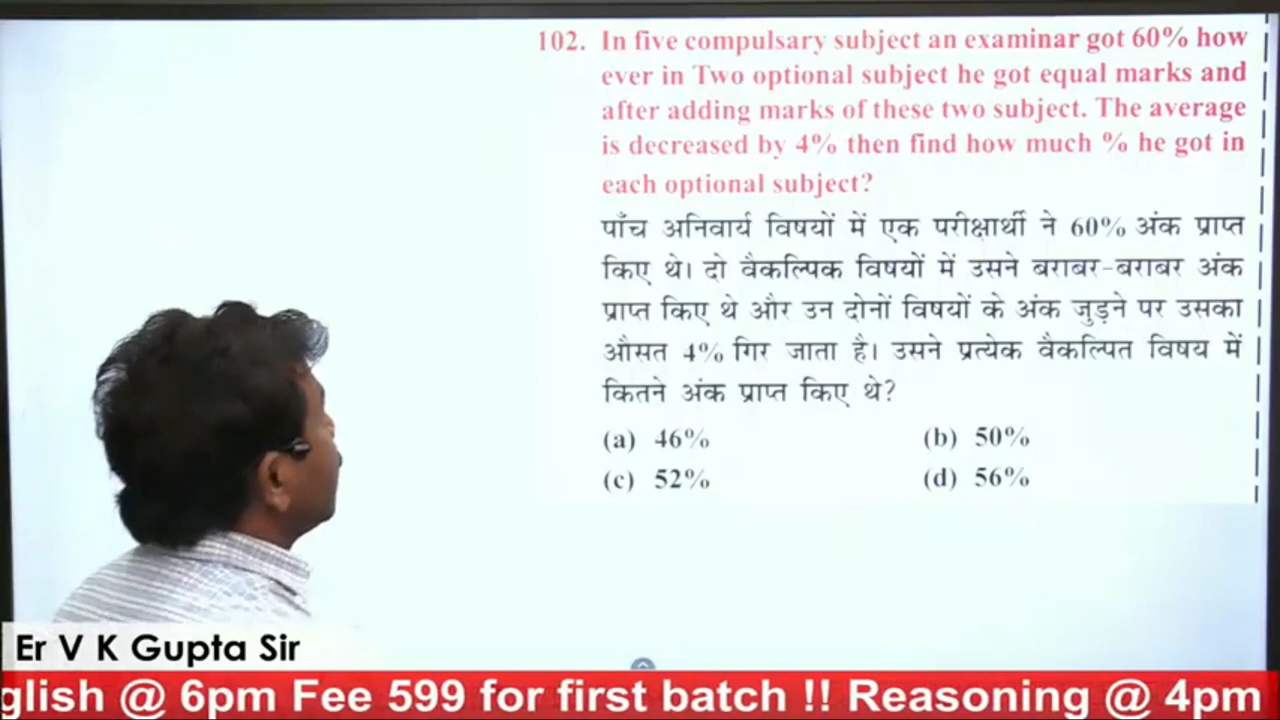 102. In five compulsary subject an examinar got 60% how
ever in Two optional subject he got equal marks and
after adding marks of these two subject. The average
is decreased by 4% then find how much % he got in
each optional subject?
पाँच अनिवार्य विषयों में एक परीक्षार्थी ने 60% अंक प्राप्त
किए थे। दो वैकल्पिक विषयों में उसने बराबर-बराबर अंक
प्राप्त किए थे और उन दोनों विषयों के अंक जुड़ने पर उसका
औसत 4% गिर जाता है। उसने प्रत्येक वैकल्पित विषय में
कितने अंक प्राप्त किए थे?
(a) 46% (b) 50%
(c) 52% (d) 56%
Er V K Gupta Sir
glish @ 6pm Fee 599 for first batch !! Reasoning @ 4pm